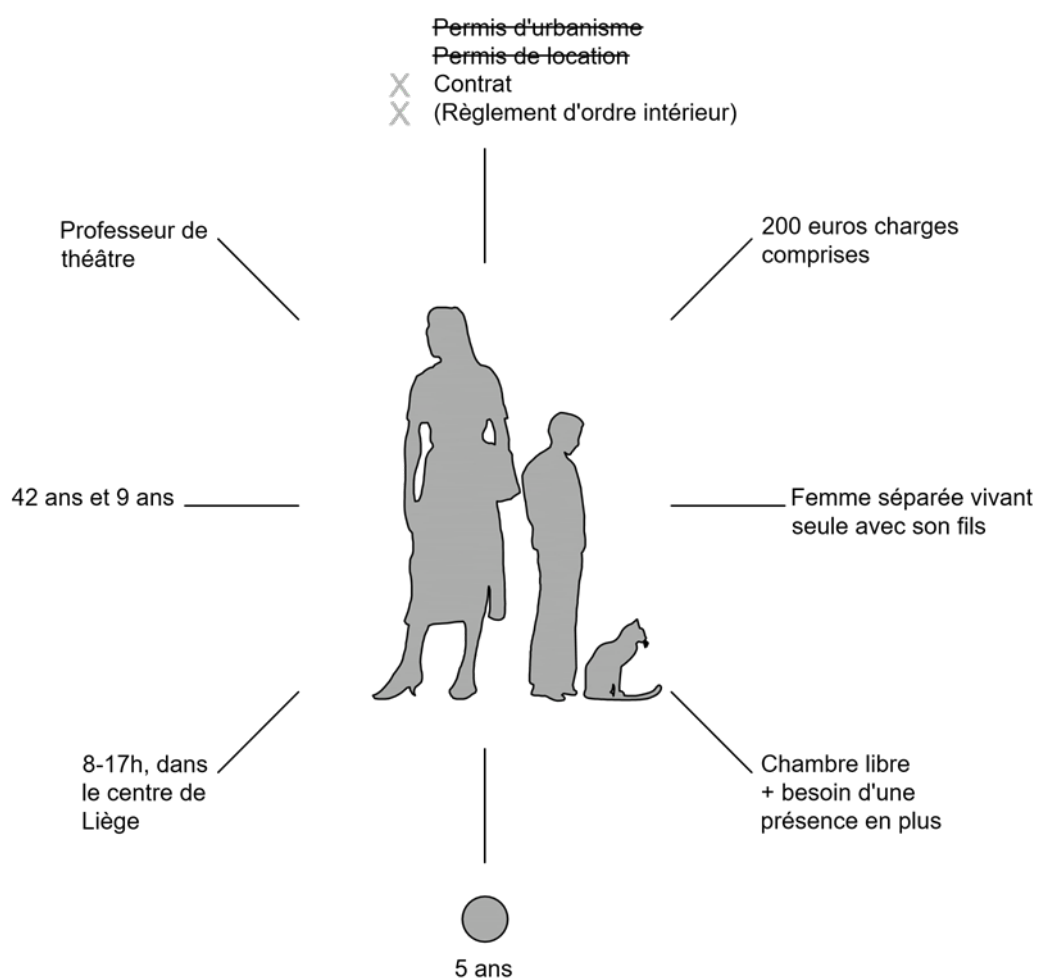 Permis d'urbanisme
Permis de location
X Contrat
X (Règlement d'ordre intérieur)
Professeur de
théâtre
200 euros charges
comprises
42 ans et 9 ans
Femme séparée vivant
seule avec son fils
8-17h, dans
le centre de
Liège
Chambre libre
+ besoin d'une
présence en plus
5 ans